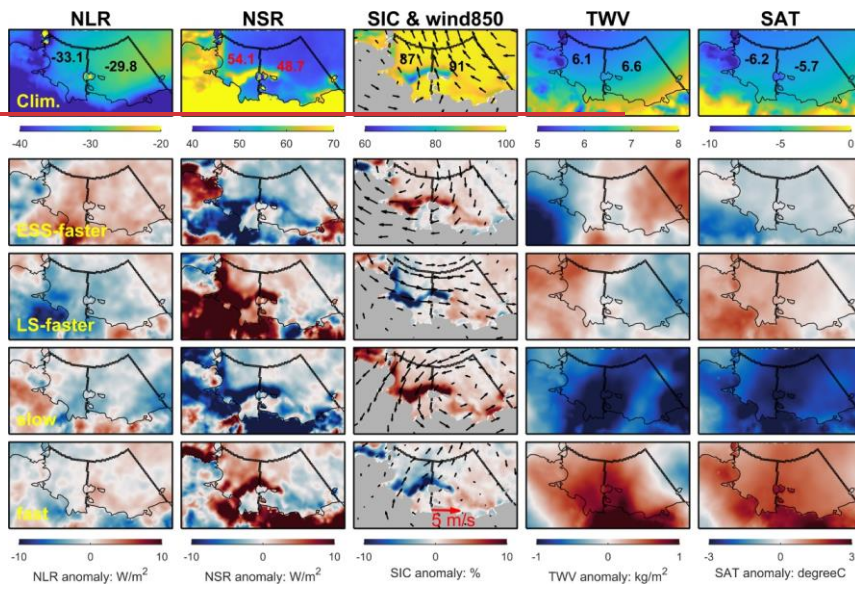 NLR NSR SIC & wind850 TWV SAT
-33.1 -29.8 54.1 48.7 87 91 6.1 6.6 -6.2 -5.7
Clim.
-40 -30 -20 40 50 60 70 60 80 100 5 6 7 8 -10 -5 0
ESS-faster
LS-faster
slow
fast
5 m/s
-10 0 10 -10 0 10 -10 0 10 -1 0 1 -3 0 3
NLR anomaly: W/m² NSR anomaly: W/m² SIC anomaly: % TWV anomaly: kg/m² SAT anomaly: degreeC